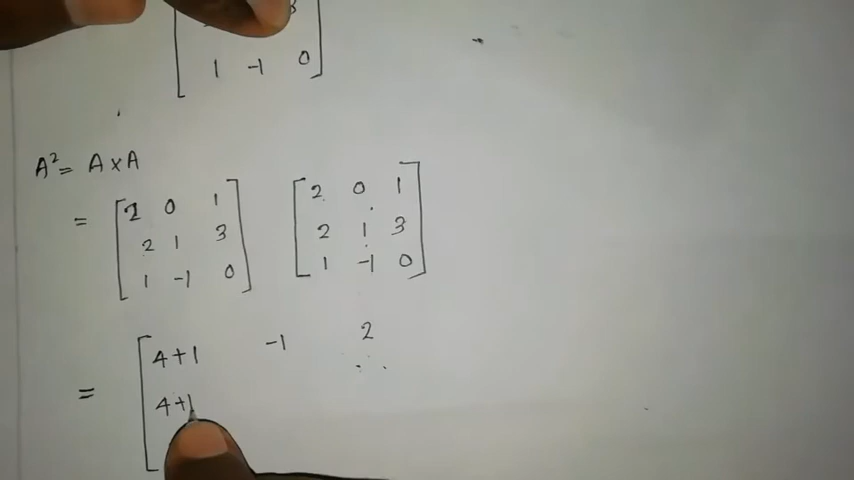 1 -1 0
A² = A × A
= [2 0 1 [2 0 1
2 1 3 2 1 3
1 -1 0] 1 -1 0]
= [4+1 -1 2
4+1